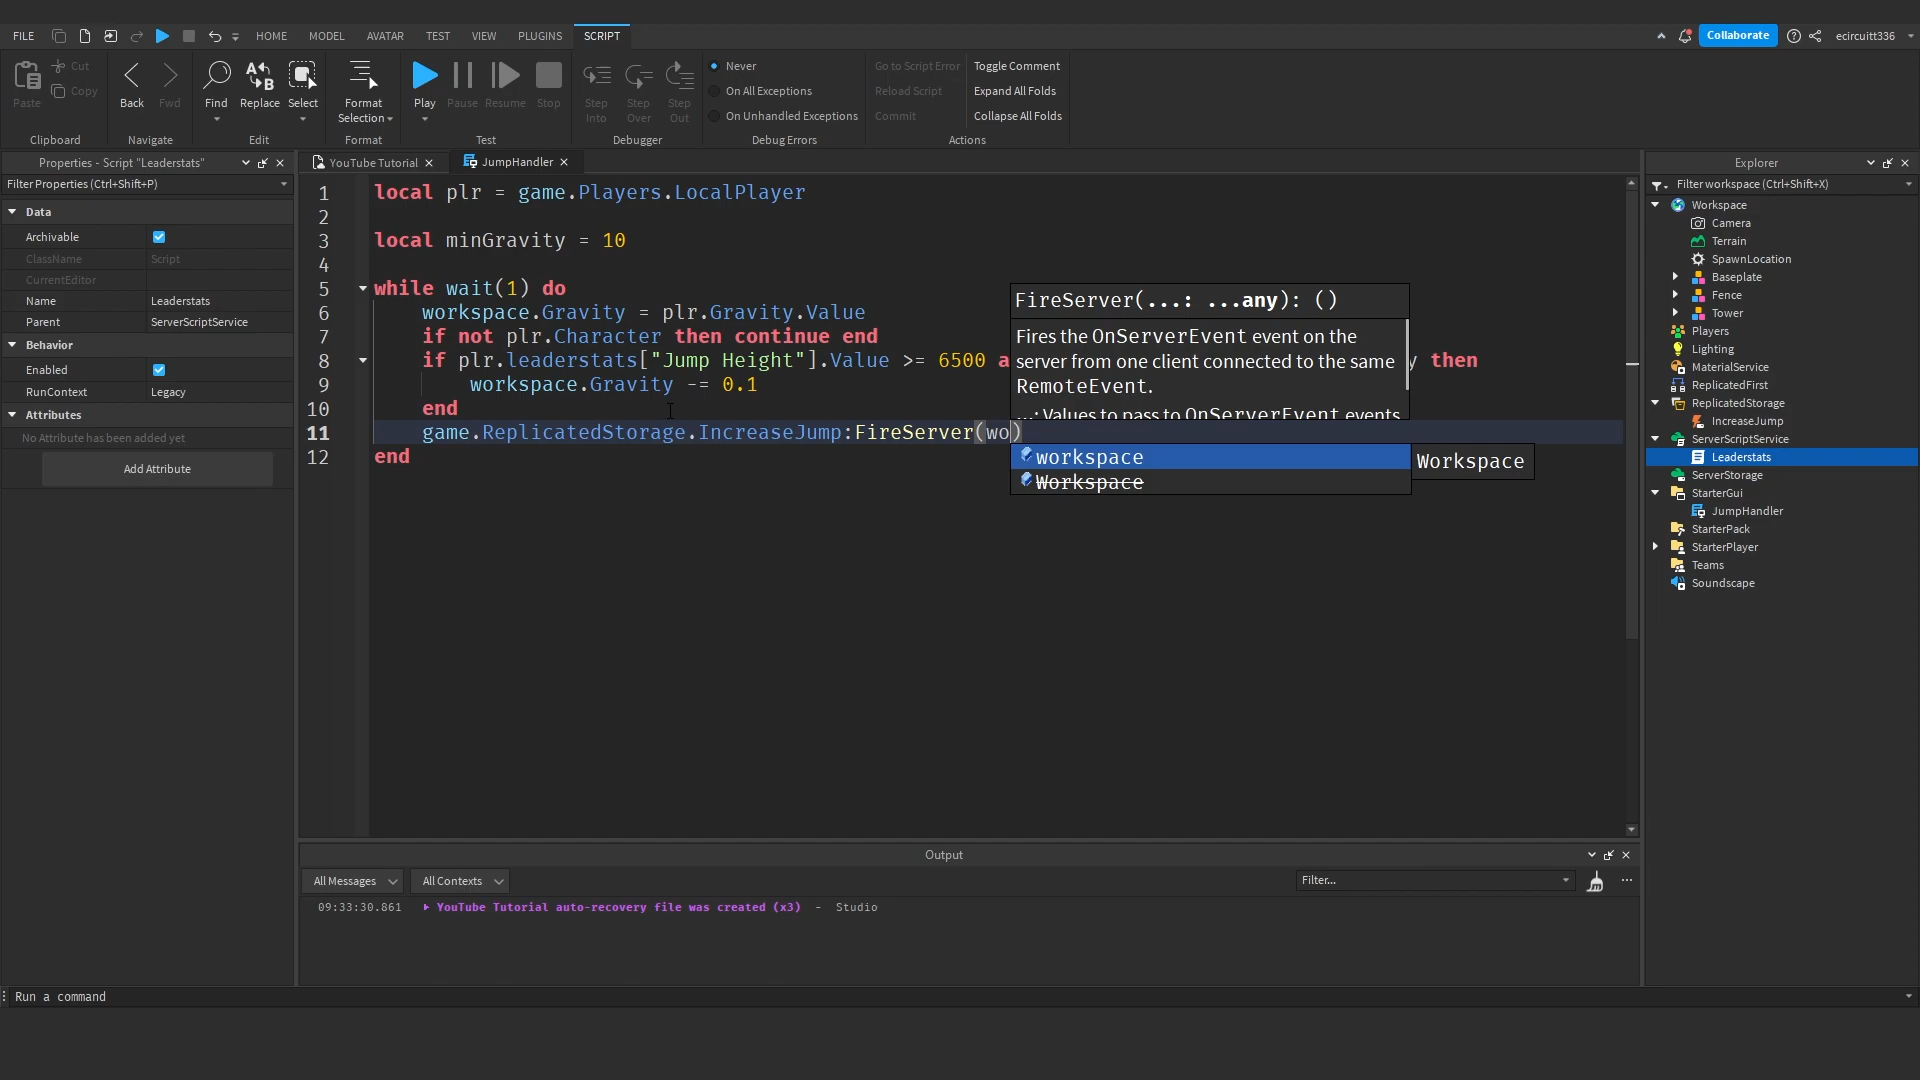 FILE HOME MODEL AVATAR TEST VIEW PLUGINS SCRIPT Collaborate ecircuitt336
Paste Cut Copy Back Fwd Find Replace Select Format Selection Play Pause Resume Stop Step Into Step Over Step Out
Never
On All Exceptions
On Unhandled Exceptions
Go to Script Error
Reload Script
Commit
Toggle Comment
Expand All Folds
Collapse All Folds
Clipboard Navigate Edit Format Test Debugger Debug Errors Actions
Properties - Script "Leaderstats"
Filter Properties (Ctrl+Shift+P)
Data
Archivable
ClassName Script
CurrentEditor
Name Leaderstats
Parent ServerScriptService
Behavior
Enabled
RunContext Legacy
Attributes
No Attribute has been added yet
Add Attribute
YouTube Tutorial JumpHandler
1 local plr = game.Players.LocalPlayer
2
3 local minGravity = 10
4
5 while wait(1) do
6 workspace.Gravity = plr.Gravity.Value
7 if not plr.Character then continue end
8 if plr.leaderstats["Jump Height"].Value >= 6500 a then
9 workspace.Gravity -= 0.1
10 end
11 game.ReplicatedStorage.IncreaseJump:FireServer(wo)
12 end
FireServer(...: ...any): ()
Fires the OnServerEvent event on the
server from one client connected to the same
RemoteEvent.
...: Values to pass to OnServerEvent events
workspace
Workspace
Workspace
Output
All Messages All Contexts Filter...
09:33:30.861 YouTube Tutorial auto-recovery file was created (x3) - Studio
Run a command
Explorer
Filter workspace (Ctrl+Shift+X)
Workspace
Camera
Terrain
SpawnLocation
Baseplate
Fence
Tower
Players
Lighting
MaterialService
ReplicatedFirst
ReplicatedStorage
IncreaseJump
ServerScriptService
Leaderstats
ServerStorage
StarterGui
JumpHandler
StarterPack
StarterPlayer
Teams
Soundscape